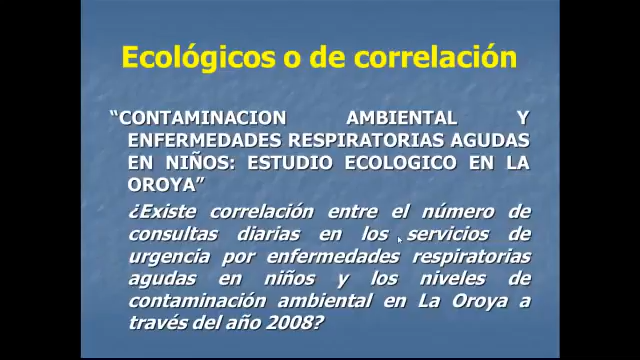 Ecológicos o de correlación
“CONTAMINACION AMBIENTAL Y
ENFERMEDADES RESPIRATORIAS AGUDAS
EN NIÑOS: ESTUDIO ECOLOGICO EN LA
OROYA”
¿Existe correlación entre el número de
consultas diarias en los servicios de
urgencia por enfermedades respiratorias
agudas en niños y los niveles de
contaminación ambiental en La Oroya a
través del año 2008?